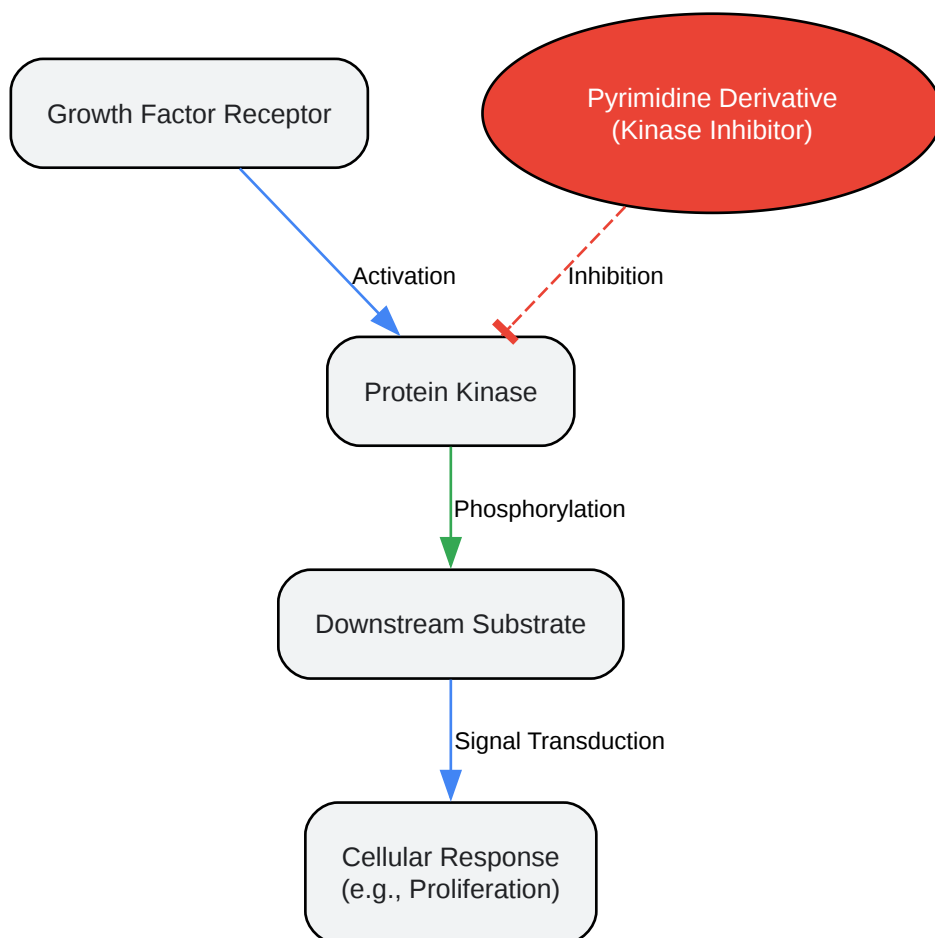 Growth Factor Receptor
Pyrimidine Derivative
(Kinase Inhibitor)
Activation
Inhibition
Protein Kinase
Phosphorylation
Downstream Substrate
Signal Transduction
Cellular Response
(e.g., Proliferation)